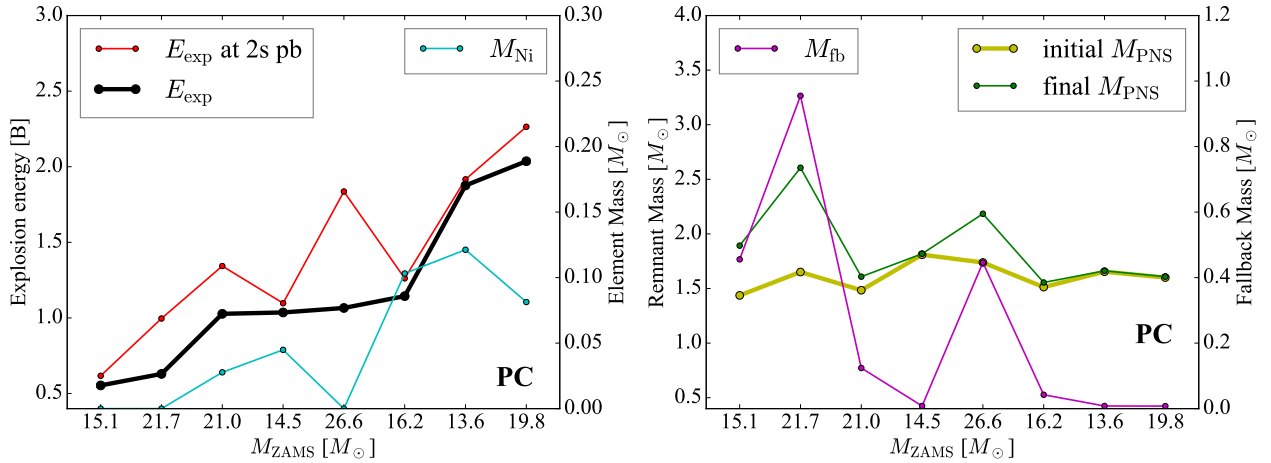 3.0
2.5
2.0
1.5
1.0
0.5
Explosion energy [B]
E_exp at 2s pb
E_exp
M_Ni
PC
0.30
0.25
0.20
0.15
0.10
0.05
0.00
Element Mass [M_⊙]
15.1 21.7 21.0 14.5 26.6 16.2 13.6 19.8
M_ZAMS [M_⊙]
4.0
3.5
3.0
2.5
2.0
1.5
1.0
0.5
Remnant Mass [M_⊙]
M_fb
initial M_PNS
final M_PNS
PC
1.2
1.0
0.8
0.6
0.4
0.2
0.0
Fallback Mass [M_⊙]
15.1 21.7 21.0 14.5 26.6 16.2 13.6 19.8
M_ZAMS [M_⊙]